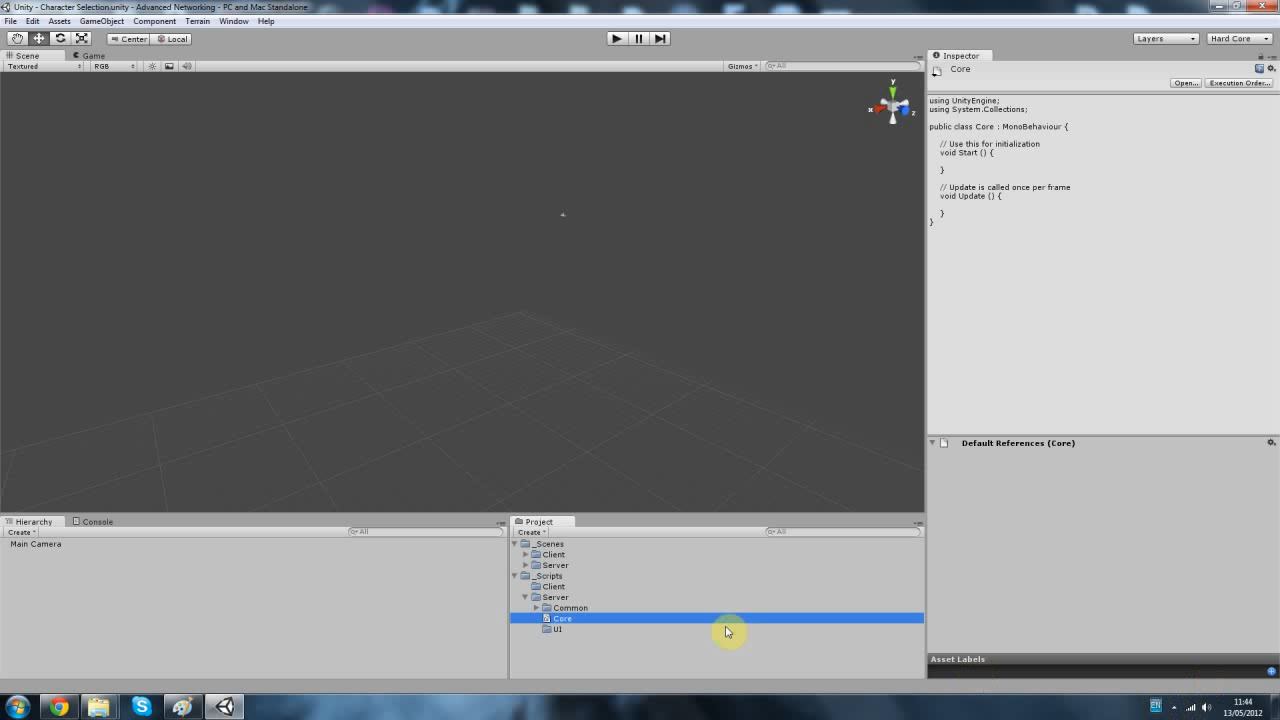 Unity - Character Selection.unity - Advanced Networking - PC and Mac Standalone
File Edit Assets GameObject Component Terrain Window Help
Center Local Layers Hard Core
Scene Game Inspector
Textured RGB Gizmos All Core
Open... Execution Order...
using UnityEngine;
using System.Collections;
public class Core : MonoBehaviour {
// Use this for initialization
void Start () {
}
// Update is called once per frame
void Update () {
}
}
y
x z
Default References (Core)
Hierarchy Console Project
Create All Create All
Main Camera
_Scenes
Client
Server
_Scripts
Client
Server
Common
Core
UI
Asset Labels
EN 11:44
13/05/2012